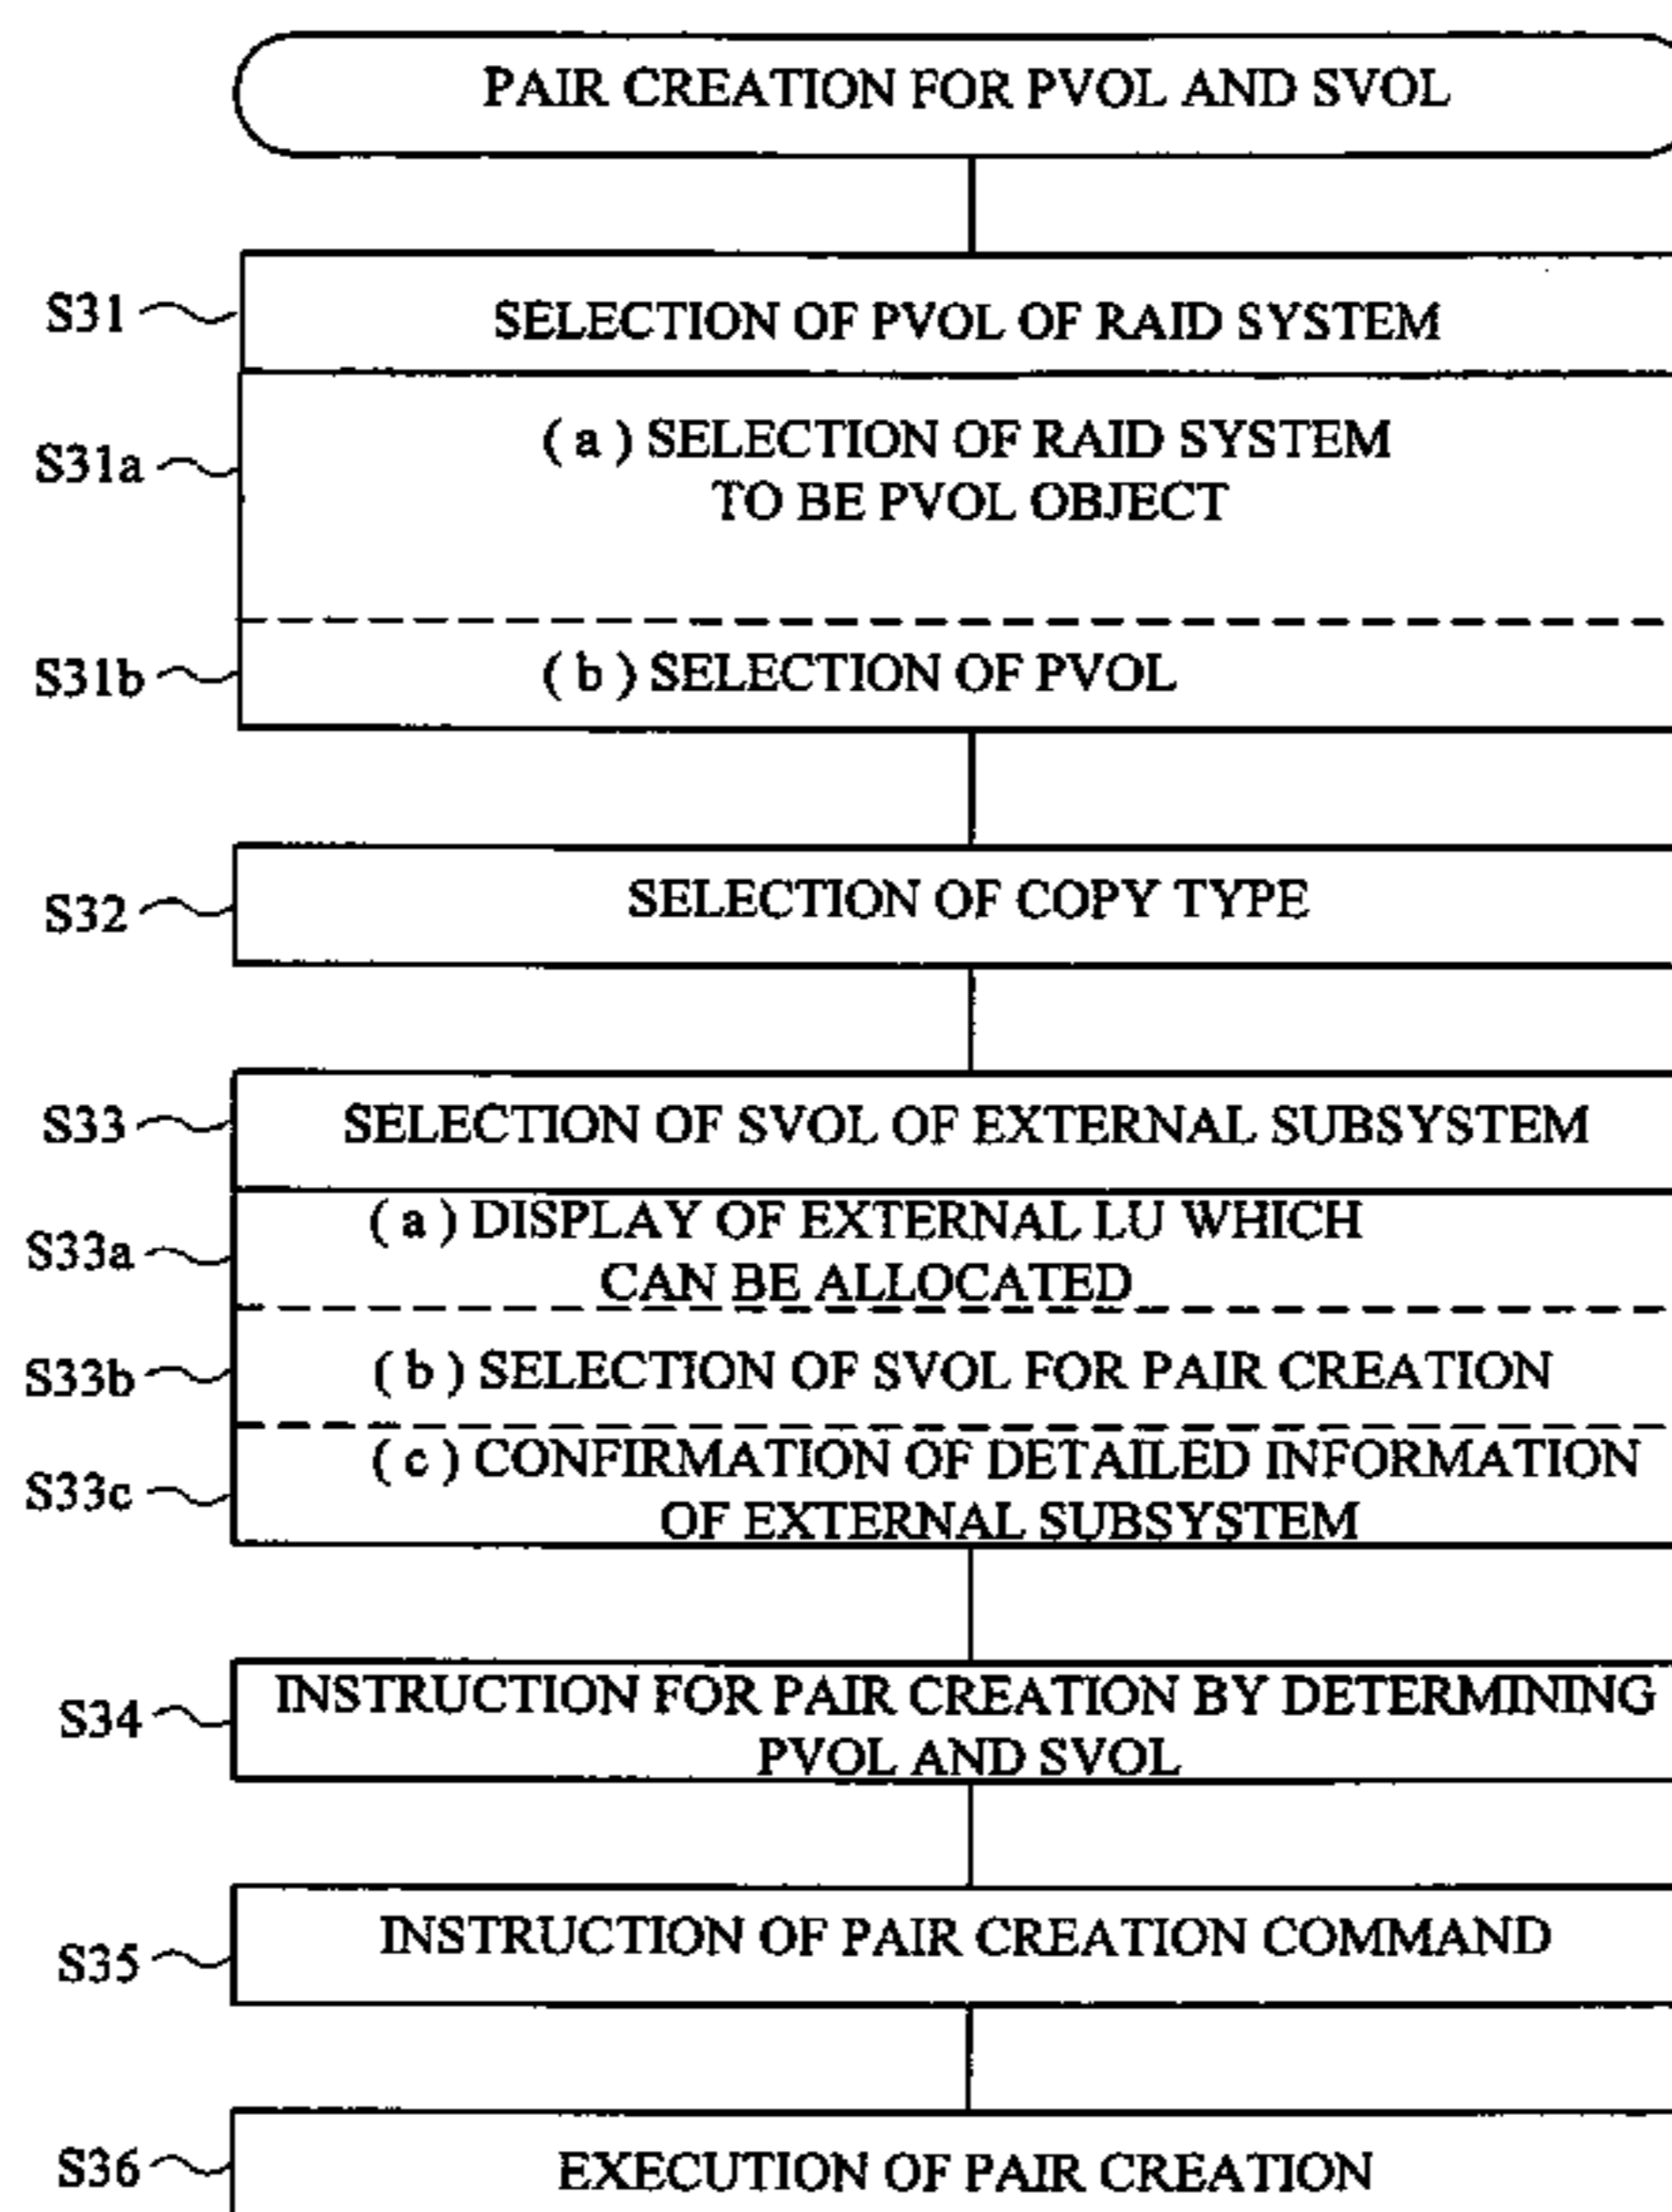 PAIR CREATION FOR PVOL AND SVOL
S31
SELECTION OF PVOL OF RAID SYSTEM
S31a
( a ) SELECTION OF RAID SYSTEM
TO BE PVOL OBJECT
S31b
( b ) SELECTION OF PVOL
S32
SELECTION OF COPY TYPE
S33
SELECTION OF SVOL OF EXTERNAL SUBSYSTEM
S33a
( a ) DISPLAY OF EXTERNAL LU WHICH
CAN BE ALLOCATED
S33b
( b ) SELECTION OF SVOL FOR PAIR CREATION
S33c
( c ) CONFIRMATION OF DETAILED INFORMATION
OF EXTERNAL SUBSYSTEM
S34
INSTRUCTION FOR PAIR CREATION BY DETERMINING
PVOL AND SVOL
S35
INSTRUCTION OF PAIR CREATION COMMAND
S36
EXECUTION OF PAIR CREATION